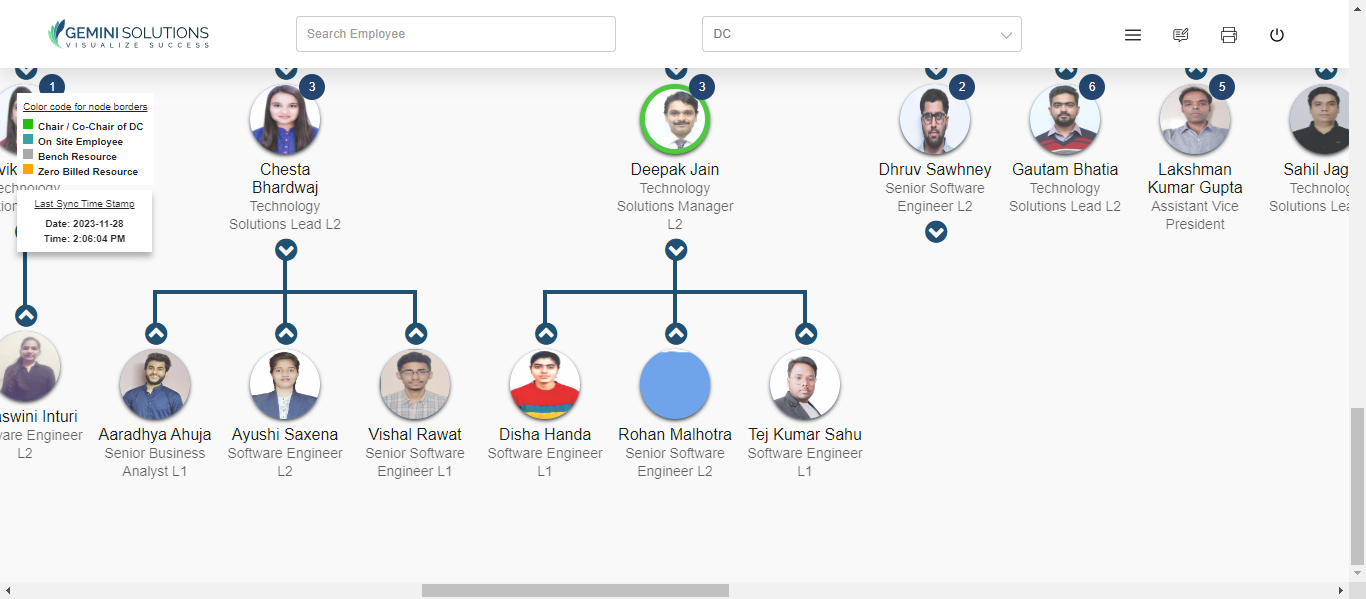 GEMINI SOLUTIONS
VISUALIZE SUCCESS
Search Employee
DC
1
3
3
2
6
5
Color code for node borders
Chair / Co-Chair of DC
On Site Employee
Bench Resource
Zero Billed Resource
Last Sync Time Stamp
Date: 2023-11-28
Time: 2:06:04 PM
Chesta
Bhardwaj
Technology
Solutions Lead L2
Deepak Jain
Technology
Solutions Manager
L2
Dhruv Sawhney
Senior Software
Engineer L2
Gautam Bhatia
Technology
Solutions Lead L2
Lakshman
Kumar Gupta
Assistant Vice
President
Sahil Jag
Technolog
Solutions Lea
aswini Inturi
vare Engineer
L2
Aaradhya Ahuja
Senior Business
Analyst L1
Ayushi Saxena
Software Engineer
L2
Vishal Rawat
Senior Software
Engineer L1
Disha Handa
Software Engineer
L1
Rohan Malhotra
Senior Software
Engineer L2
Tej Kumar Sahu
Software Engineer
L1